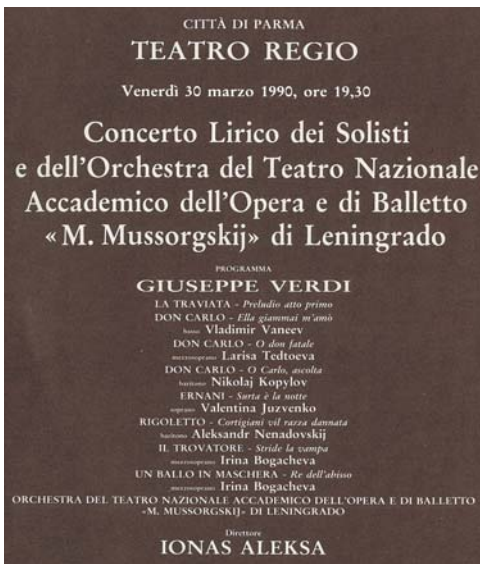 CITTÀ DI PARMA
TEATRO REGIO
Venerdì 30 marzo 1990, ore 19,30
Concerto Lirico dei Solisti
e dell'Orchestra del Teatro Nazionale
Accademico dell'Opera e di Balletto
«M. Mussorgskij» di Leningrado
PROGRAMMA
GIUSEPPE VERDI
LA TRAVIATA - Preludio atto primo
DON CARLO - Ella giammai m'amò
basso Vladimir Vaneev
DON CARLO - O don fatale
mezzosoprano Larisa Tedtoeva
DON CARLO - O Carlo, ascolta
baritono Nikolaj Kopylov
ERNANI - Surta è la notte
soprano Valentina Juzvenko
RIGOLETTO - Cortigiani vil razza dannata
baritono Aleksandr Nenadovskij
IL TROVATORE - Stride la vampa
mezzosoprano Irina Bogacheva
UN BALLO IN MASCHERA - Re dell'abisso
mezzosoprano Irina Bogacheva
ORCHESTRA DEL TEATRO NAZIONALE ACCADEMICO DELL'OPERA E DI BALLETTO
«M. MUSSORGSKIJ» DI LENINGRADO
Direttore
IONAS ALEKSA